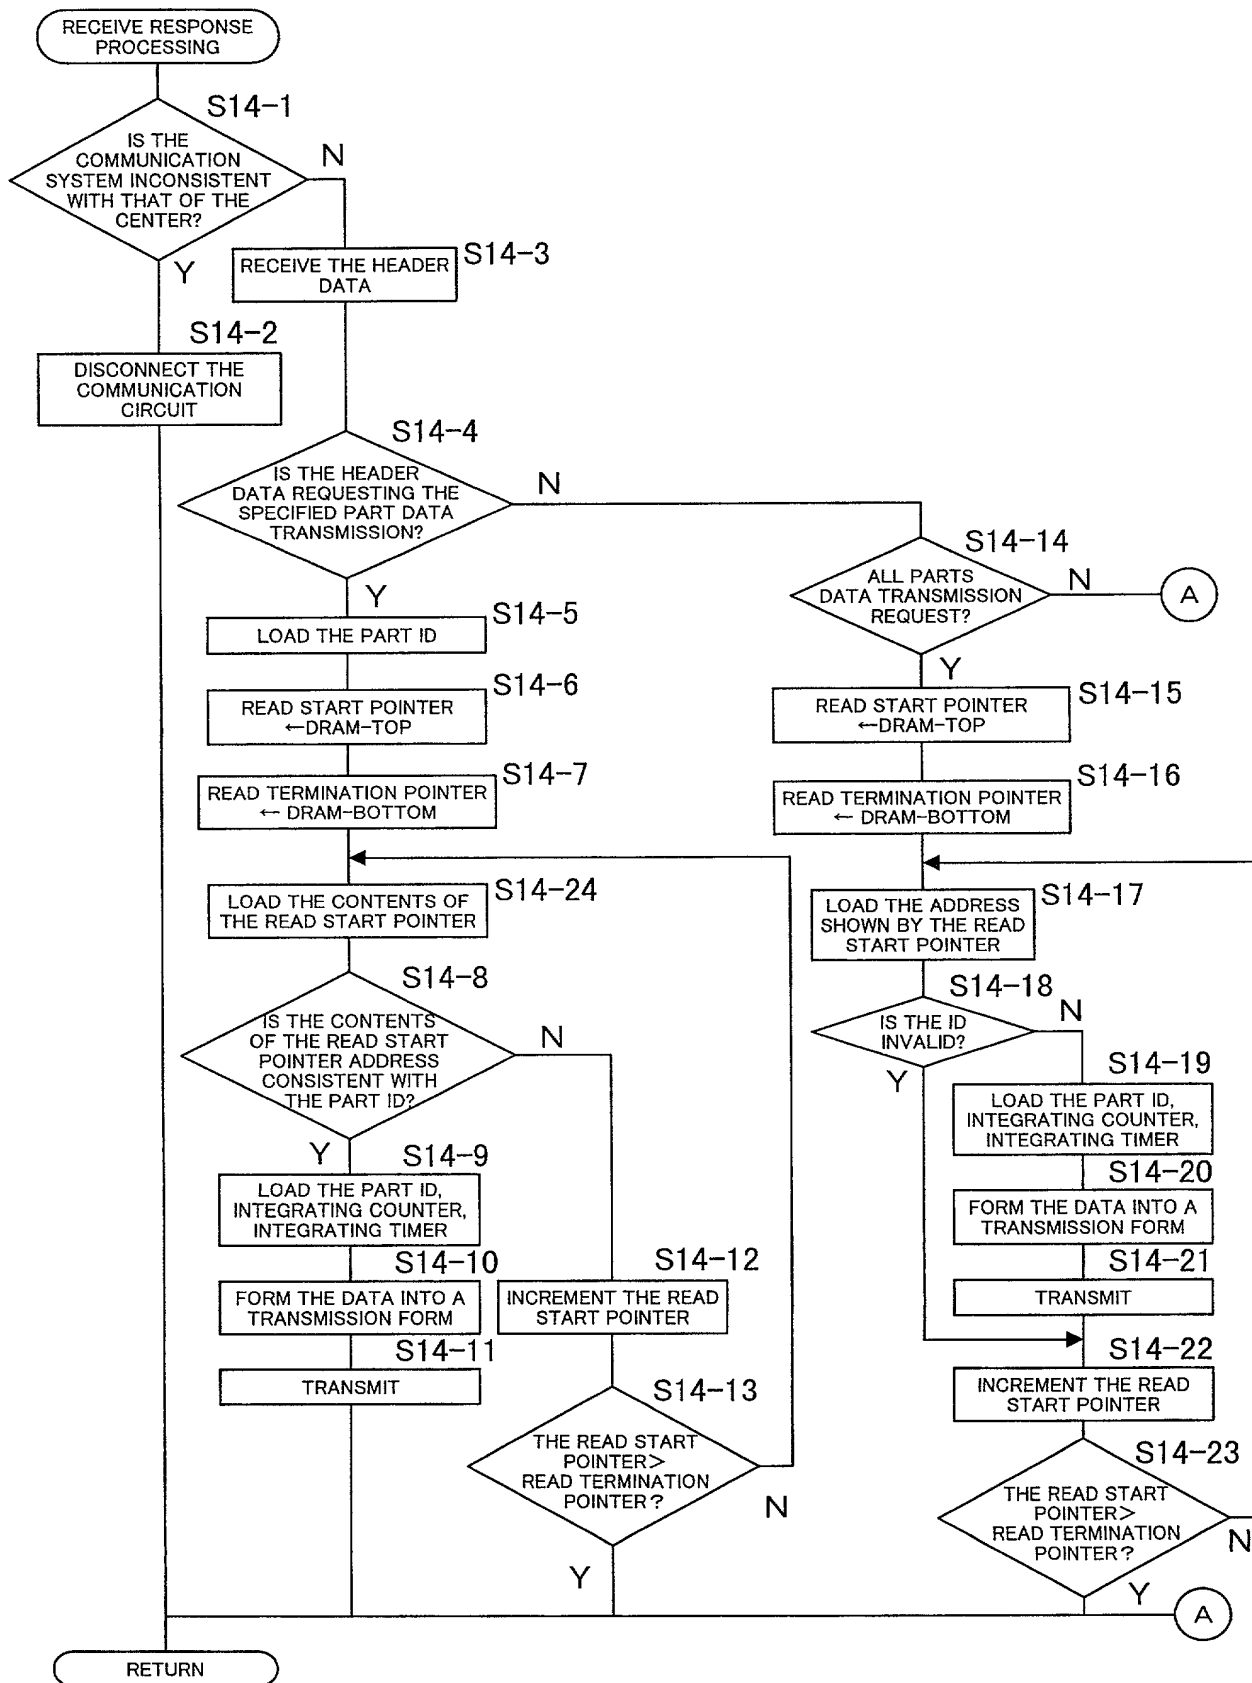 RECEIVE RESPONSE
PROCESSING
S14-1
IS THE
COMMUNICATION
SYSTEM INCONSISTENT
WITH THAT OF THE
CENTER?
N
Y
S14-3
RECEIVE THE HEADER
DATA
S14-2
DISCONNECT THE
COMMUNICATION
CIRCUIT
S14-4
IS THE HEADER
DATA REQUESTING THE
SPECIFIED PART DATA
TRANSMISSION?
N
Y
S14-14
ALL PARTS
DATA TRANSMISSION
REQUEST?
N
A
Y
S14-5
LOAD THE PART ID
S14-6
READ START POINTER
←DRAM-TOP
S14-7
READ TERMINATION POINTER
← DRAM-BOTTOM
S14-15
READ START POINTER
←DRAM-TOP
S14-16
READ TERMINATION POINTER
← DRAM-BOTTOM
S14-24
LOAD THE CONTENTS OF
THE READ START POINTER
S14-17
LOAD THE ADDRESS
SHOWN BY THE READ
START POINTER
S14-8
IS THE CONTENTS
OF THE READ START
POINTER ADDRESS
CONSISTENT WITH
THE PART ID?
N
Y
S14-18
IS THE ID
INVALID?
N
Y
S14-9
LOAD THE PART ID,
INTEGRATING COUNTER,
INTEGRATING TIMER
S14-10
FORM THE DATA INTO A
TRANSMISSION FORM
S14-11
TRANSMIT
S14-12
INCREMENT THE READ
START POINTER
S14-13
THE READ START
POINTER>
READ TERMINATION
POINTER?
N
Y
S14-19
LOAD THE PART ID,
INTEGRATING COUNTER,
INTEGRATING TIMER
S14-20
FORM THE DATA INTO A
TRANSMISSION FORM
S14-21
TRANSMIT
S14-22
INCREMENT THE READ
START POINTER
S14-23
THE READ START
POINTER>
READ TERMINATION
POINTER?
N
Y
A
RETURN